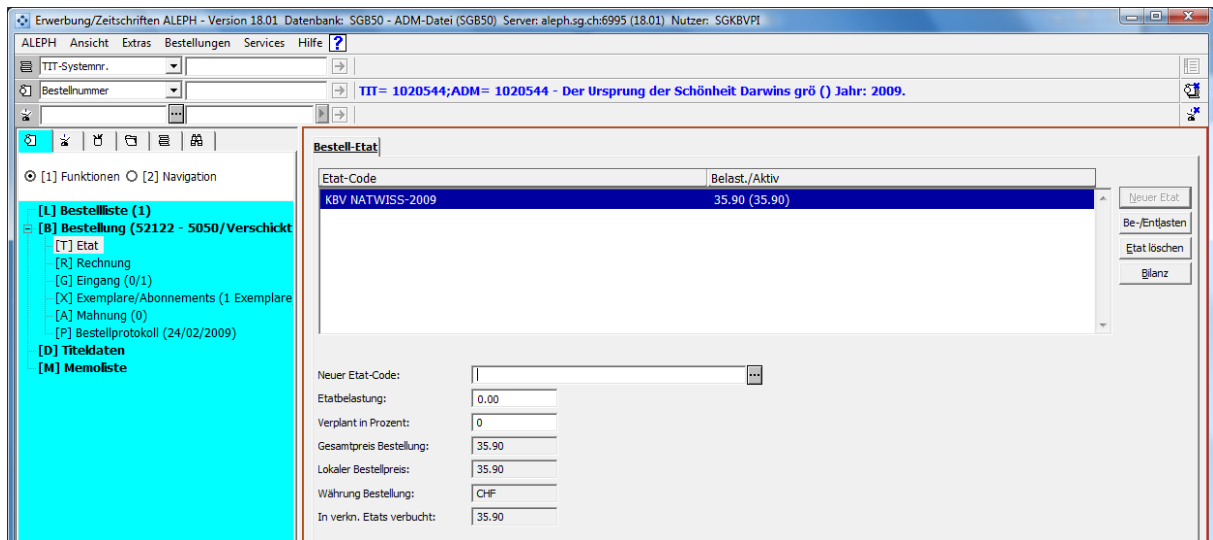 Erwerbung/Zeitschriften ALEPH - Version 18.01 Datenbank: SGB50 - ADM-Datei (SGB50) Server: aleph.sg.ch:6995 (18.01) Nutzer: SGKBVPI
ALEPH Ansicht Extras Bestellungen Services Hilfe ?
TIT-Systemnr.
Bestellnummer
TIT= 1020544;ADM= 1020544 - Der Ursprung der Schönheit Darwins grö () Jahr: 2009.
[1] Funktionen [2] Navigation
[L] Bestellliste (1)
[B] Bestellung (52122 - 5050/Verschickt
[T] Etat
[R] Rechnung
[G] Eingang (0/1)
[X] Exemplare/Abonnements (1 Exemplare
[A] Mahnung (0)
[P] Bestellprotokoll (24/02/2009)
[D] Titeldaten
[M] Memoliste
Bestell-Etat
Etat-Code Belast./Aktiv
KBV NATWISS-2009 35.90 (35.90)
Neuer Etat
Be-/Entlasten
Etat löschen
Bilanz
Neuer Etat-Code:
Etatbelastung: 0.00
Verplant in Prozent: 0
Gesamtpreis Bestellung: 35.90
Lokaler Bestellpreis: 35.90
Währung Bestellung: CHF
In verkn. Etats verbucht: 35.90